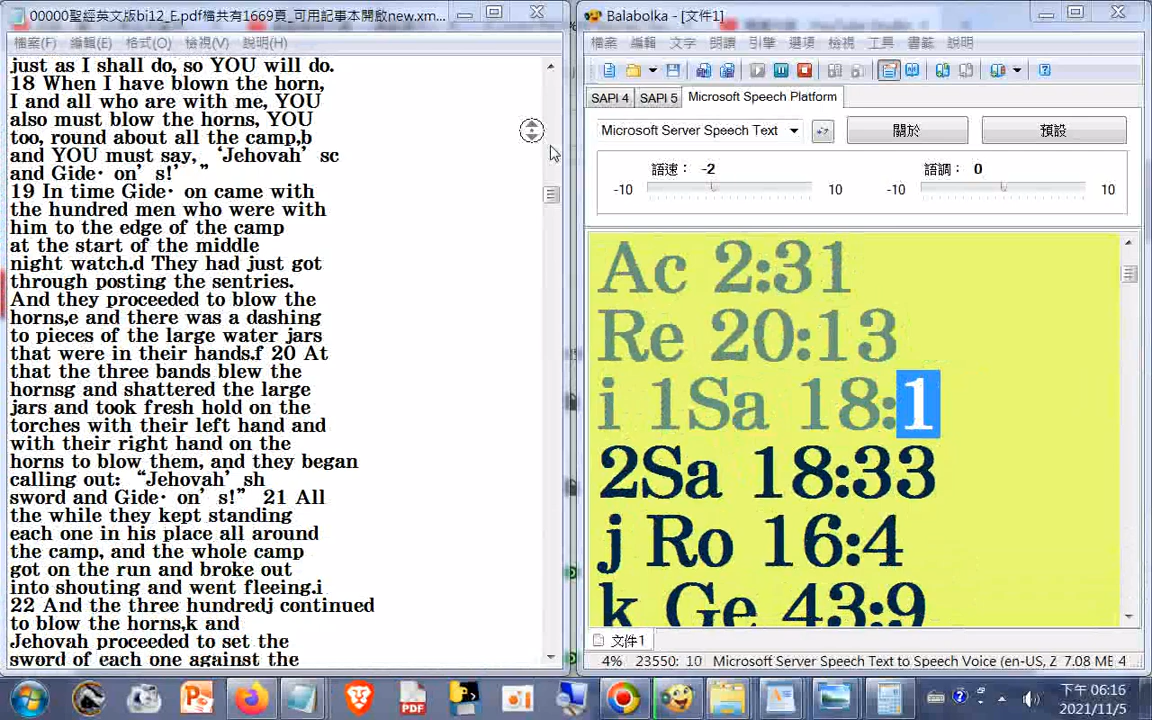 00000聖經英文版bi12_E.pdf檔共有1669頁_可用記事本開啟new.xm...
檔案(F) 編輯(E) 格式(O) 檢視(V) 說明(H)
just as I shall do, so YOU will do.
18 When I have blown the horn,
I and all who are with me, YOU
also must blow the horns, YOU
too, round about all the camp,b
and YOU must say, ‘Jehovah’sc
and Gide·on’s!’”
19 In time Gide·on came with
the hundred men who were with
him to the edge of the camp
at the start of the middle
night watch.d They had just got
through posting the sentries.
And they proceeded to blow the
horns,e and there was a dashing
to pieces of the large water jars
that were in their hands.f 20 At
that the three bands blew the
hornsg and shattered the large
jars and took fresh hold on the
torches with their left hand and
with their right hand on the
horns to blow them, and they began
calling out: “Jehovah’sh
sword and Gide·on’s!” 21 All
the while they kept standing
each one in his place all around
the camp, and the whole camp
got on the run and broke out
into shouting and went fleeing.i
22 And the three hundredj continued
to blow the horns,k and
Jehovah proceeded to set the
sword of each one against the
Balabolka - [文件1]
檔案 編輯 文字 朗讀 引擎 選項 檢視 工具 書籤 說明
SAPI 4 SAPI 5 Microsoft Speech Platform
Microsoft Server Speech Text 關於 預設
語速: -2 語調: 0
-10 10 -10 10
Ac 2:31
Re 20:13
i 1Sa 18:1
2Sa 18:33
j Ro 16:4
k Ge 43:9
文件1
4% 23550: 10 Microsoff Server Speech Text to Speech Voice (en-US, Z 7.08 MB 4
PDF
下午 06:16
2021/11/5